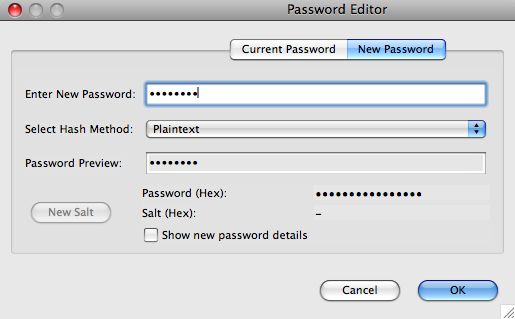 Password Editor
Current Password New Password
Enter New Password: ••••••••
Select Hash Method: Plaintext
Password Preview: ••••••••
Password (Hex): ••••••••••••••••
New Salt Salt (Hex): –
Show new password details
Cancel OK